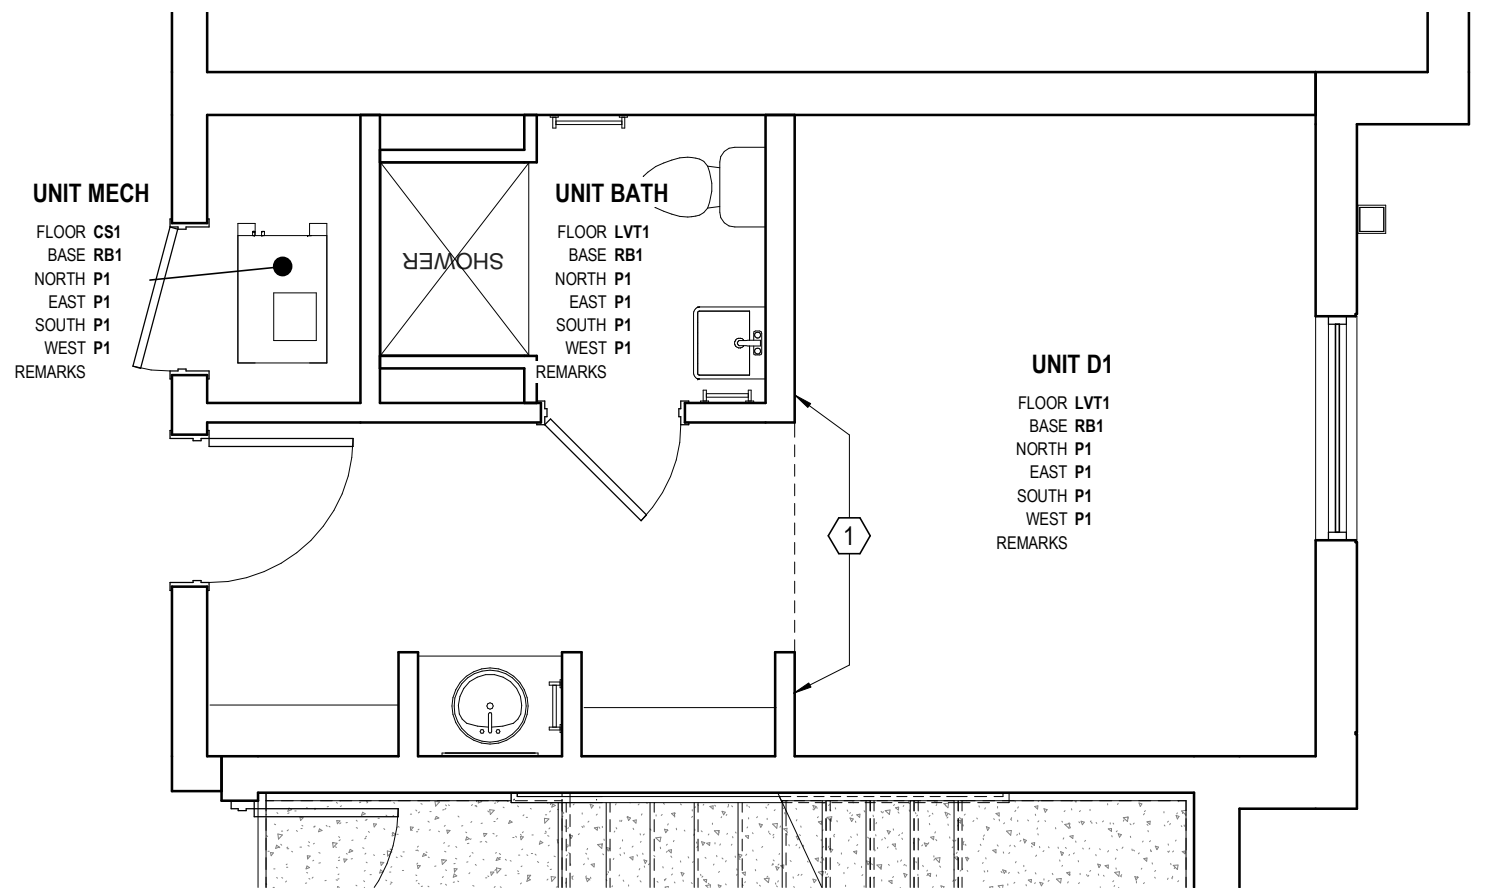 UNIT MECH
FLOOR CS1
BASE RB1
NORTH P1
EAST P1
SOUTH P1
WEST P1
REMARKS
SHOWER
UNIT BATH
FLOOR LVT1
BASE RB1
NORTH P1
EAST P1
SOUTH P1
WEST P1
REMARKS
UNIT D1
FLOOR LVT1
BASE RB1
NORTH P1
EAST P1
SOUTH P1
WEST P1
REMARKS
1